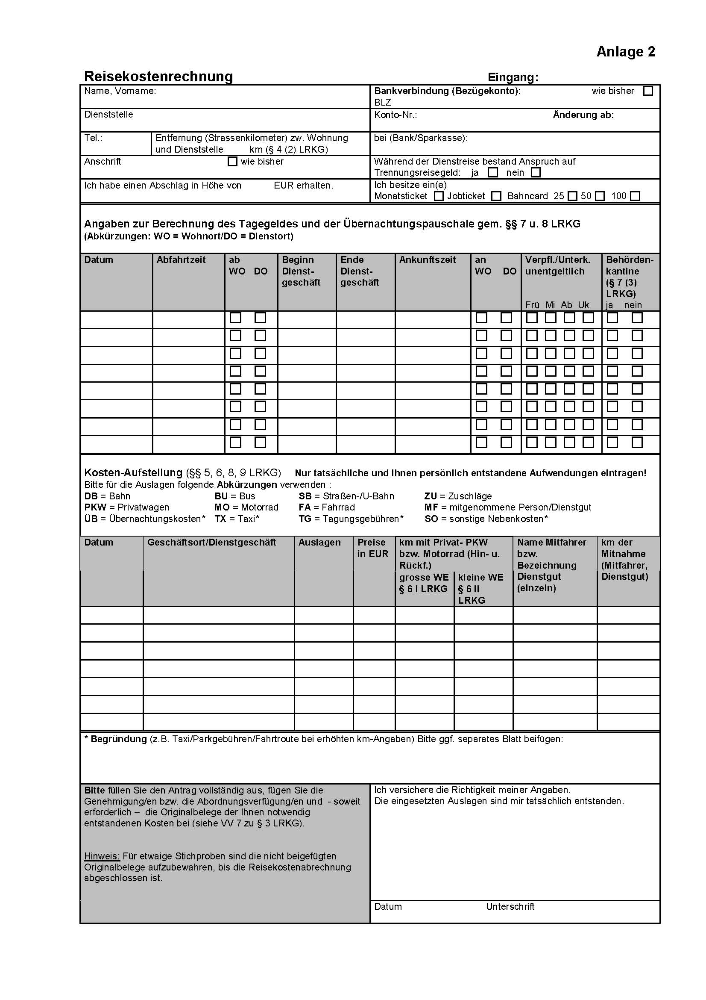 Anlage 2
Reisekostenrechnung Eingang:
Name, Vorname:
Bankverbindung (Bezügekonto): wie bisher
BLZ
Dienststelle
Konto-Nr.: Änderung ab:
Tel.:
Entfernung (Strassenkilometer) zw. Wohnung
und Dienststelle km (§ 4 (2) LRKG)
bei (Bank/Sparkasse):
Anschrift wie bisher
Während der Dienstreise bestand Anspruch auf
Trennungsreisegeld: ja nein
Ich habe einen Abschlag in Höhe von EUR erhalten.
Ich besitze ein(e)
Monatsticket Jobticket Bahncard 25 50 100
Angaben zur Berechnung des Tagegeldes und der Übernachtungspauschale gem. §§ 7 u. 8 LRKG
(Abkürzungen: WO = Wohnort/DO = Dienstort)
Datum
Abfahrtzeit
ab
WO DO
Beginn
Dienst-
geschäft
Ende
Dienst-
geschäft
Ankunftszeit
an
WO DO
Verpfl./Unterk.
unentgeltlich
Frü Mi Ab Uk
Behörden-
kantine
(§ 7 (3)
LRKG)
ja nein
Kosten-Aufstellung (§§ 5, 6, 8, 9 LRKG) Nur tatsächliche und Ihnen persönlich entstandene Aufwendungen eintragen!
Bitte für die Auslagen folgende Abkürzungen verwenden :
DB = Bahn BU = Bus SB = Straßen-/U-Bahn ZU = Zuschläge
PKW = Privatwagen MO = Motorrad FA = Fahrrad MF = mitgenommene Person/Dienstgut
ÜB = Übernachtungskosten* TX = Taxi* TG = Tagungsgebühren* SO = sonstige Nebenkosten*
Datum
Geschäftsort/Dienstgeschäft
Auslagen
Preise
in EUR
km mit Privat- PKW
bzw. Motorrad (Hin- u.
Rückf.)
grosse WE
§ 6 I LRKG
kleine WE
§ 6 II
LRKG
Name Mitfahrer
bzw.
Bezeichnung
Dienstgut
(einzeln)
km der
Mitnahme
(Mitfahrer,
Dienstgut)
* Begründung (z.B. Taxi/Parkgebühren/Fahrtroute bei erhöhten km-Angaben) Bitte ggf. separates Blatt beifügen:
Bitte füllen Sie den Antrag vollständig aus, fügen Sie die
Genehmigung/en bzw. die Abordnungsverfügung/en und - soweit
erforderlich – die Originalbelege der Ihnen notwendig
entstandenen Kosten bei (siehe VV 7 zu § 3 LRKG).
Hinweis: Für etwaige Stichproben sind die nicht beigefügten
Originalbelege aufzubewahren, bis die Reisekostenabrechnung
abgeschlossen ist.
Ich versichere die Richtigkeit meiner Angaben.
Die eingesetzten Auslagen sind mir tatsächlich entstanden.
Datum Unterschrift